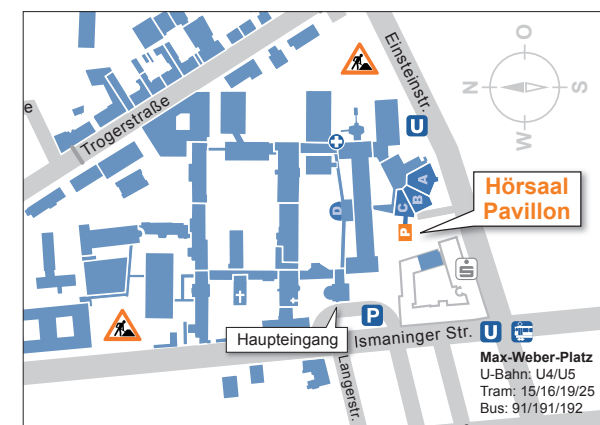 O
N
S
W
Einsteinstr.
Trogerstraße
e
U
A
B
C
D
P
Hörsaal
Pavillon
S
Haupteingang
P
Ismaninger Str.
U
Langerstr.
Max-Weber-Platz
U-Bahn: U4/U5
Tram: 15/16/19/25
Bus: 91/191/192